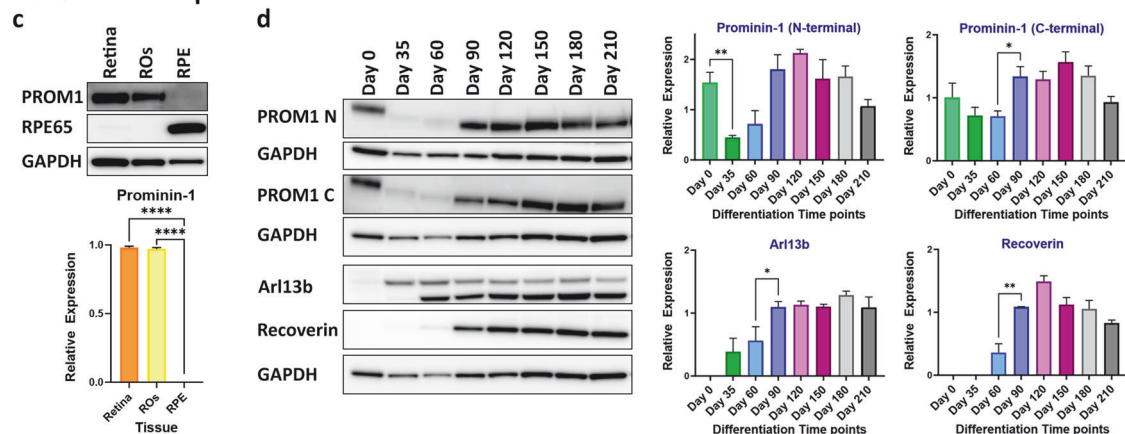 c
Retina
ROs
RPE
PROM1
RPE65
GAPDH
Prominin-1
****
****
Relative Expression
1.0
0.5
0.0
Retina
ROs
RPE
Tissue
d
Day 0
Day 35
Day 60
Day 90
Day 120
Day 150
Day 180
Day 210
PROM1 N
GAPDH
PROM1 C
GAPDH
Arl13b
Recoverin
GAPDH
Prominin-1 (N-terminal)
**
Relative Expression
2
1
0
Day 0
Day 35
Day 60
Day 90
Day 120
Day 150
Day 180
Day 210
Differentiation Time points
Prominin-1 (C-terminal)
*
Relative Expression
2
1
0
Day 0
Day 35
Day 60
Day 90
Day 120
Day 150
Day 180
Day 210
Differentiation Time points
Arl13b
*
Relative Expression
2
1
0
Day 0
Day 35
Day 60
Day 90
Day 120
Day 150
Day 180
Day 210
Differentiation Time points
Recoverin
**
Relative Expression
2
1
0
Day 0
Day 35
Day 60
Day 90
Day 120
Day 150
Day 180
Day 210
Differentiation Time points